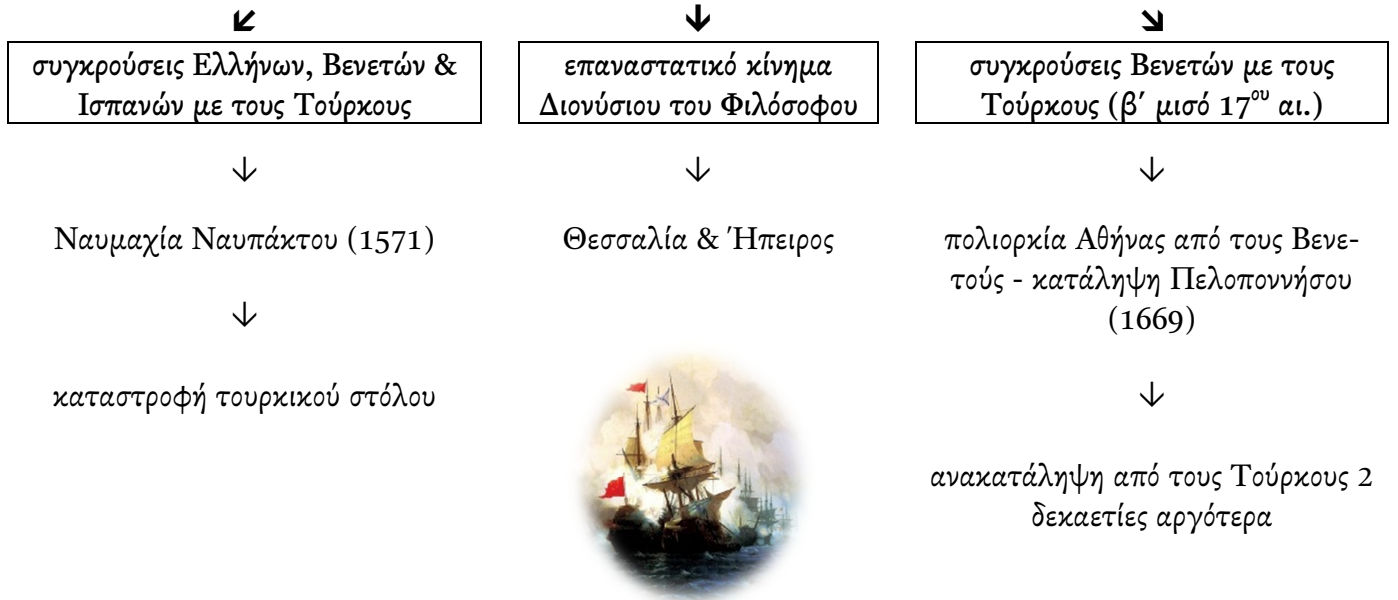 συγκρούσεις Ελλήνων, Βενετών &
Ισπανών με τους Τούρκους
↓
Ναυμαχία Ναυπάκτου (1571)
↓
καταστροφή τουρκικού στόλου
επαναστατικό κίνημα
Διονύσιου του Φιλόσοφου
↓
Θεσσαλία & Ήπειρος
συγκρούσεις Βενετών με τους
Τούρκους (β΄ μισό 17ου αι.)
↓
πολιορκία Αθήνας από τους Βενε-
τούς - κατάληψη Πελοποννήσου
(1669)
↓
ανακατάληψη από τους Τούρκους 2
δεκαετίες αργότερα